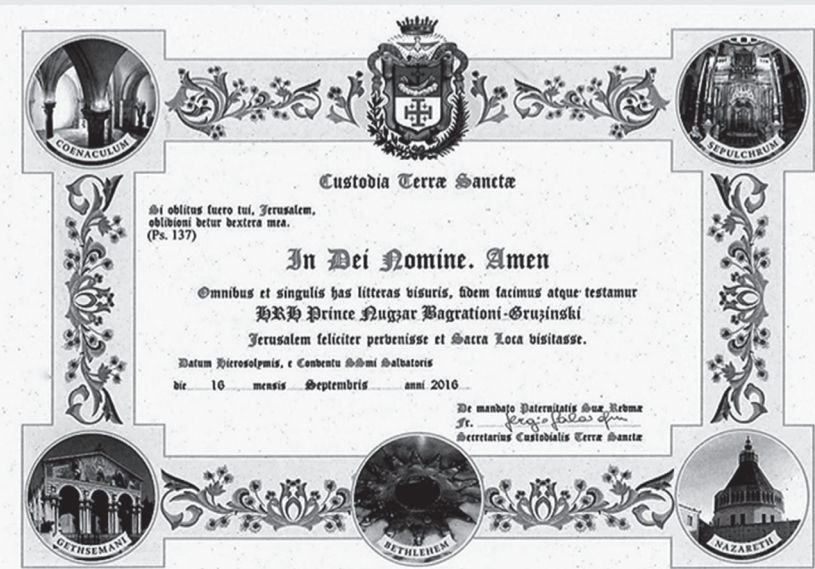 COENACULUM
SEPULCHRUM
Custodia Terræ Sanctæ
Si oblitus fuero tui, Jerusalem,
oblivioni detur dextera mea.
(Ps. 137)
In Dei Nomine. Amen
Omnibus et singulis has litteras visuris, fidem facimus atque testamur
HRH Prince Nugzar Bagrationi-Gruzinski
Jerusalem feliciter pervenisse et Sacra Loca visitasse.
Datum Hierosolymis, e Conventu SSmi Salvatoris
die 16 mensis Septembris anni 2016
De mandato Paternitatis Suæ Revmæ
Fr.
Secretarius Custodialis Terræ Sanctæ
GETHSEMANI
BETHLEHEM
NAZARETH